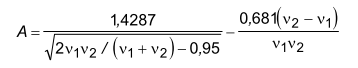 A = 1,4287 / √(2ν₁ν₂ / (ν₁ + ν₂) − 0,95) − 0,681(ν₂ − ν₁) / ν₁ν₂